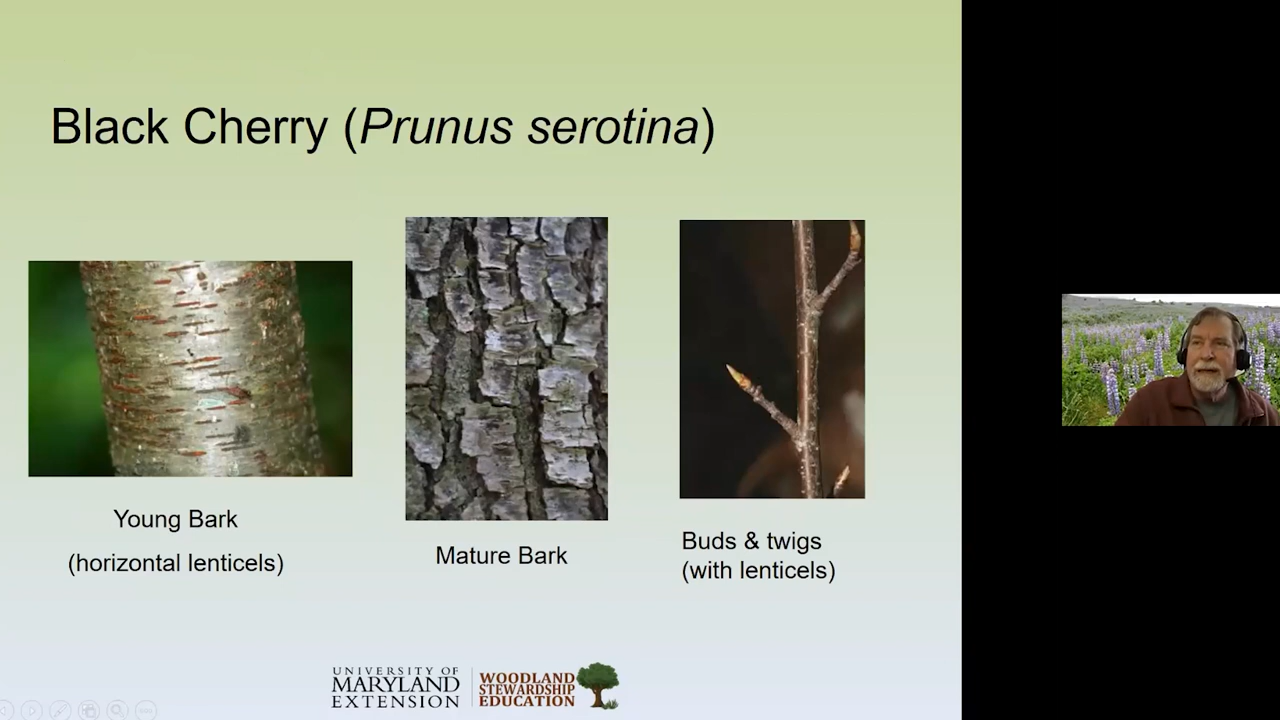 Black Cherry (Prunus serotina)
Young Bark
(horizontal lenticels)
Mature Bark
Buds & twigs
(with lenticels)
UNIVERSITY OF
MARYLAND
EXTENSION
WOODLAND
STEWARDSHIP
EDUCATION